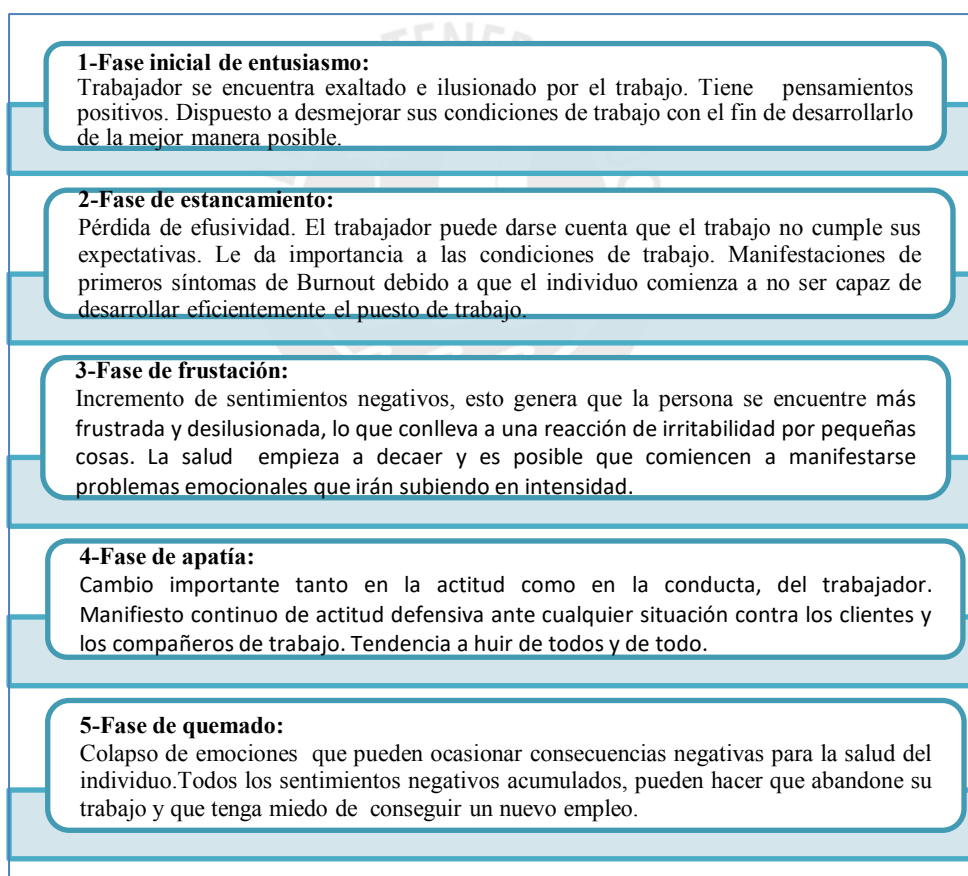 1-Fase inicial de entusiasmo:
Trabajador se encuentra exaltado e ilusionado por el trabajo. Tiene pensamientos
positivos. Dispuesto a desmejorar sus condiciones de trabajo con el fin de desarrollarlo
de la mejor manera posible.
2-Fase de estancamiento:
Pérdida de efusividad. El trabajador puede darse cuenta que el trabajo no cumple sus
expectativas. Le da importancia a las condiciones de trabajo. Manifestaciones de
primeros síntomas de Burnout debido a que el individuo comienza a no ser capaz de
desarrollar eficientemente el puesto de trabajo.
3-Fase de frustación:
Incremento de sentimientos negativos, esto genera que la persona se encuentre más
frustrada y desilusionada, lo que conlleva a una reacción de irritabilidad por pequeñas
cosas. La salud empieza a decaer y es posible que comiencen a manifestarse
problemas emocionales que irán subiendo en intensidad.
4-Fase de apatía:
Cambio importante tanto en la actitud como en la conducta, del trabajador.
Manifiesto continuo de actitud defensiva ante cualquier situación contra los clientes y
los compañeros de trabajo. Tendencia a huir de todos y de todo.
5-Fase de quemado:
Colapso de emociones que pueden ocasionar consecuencias negativas para la salud del
individuo.Todos los sentimientos negativos acumulados, pueden hacer que abandone su
trabajo y que tenga miedo de conseguir un nuevo empleo.